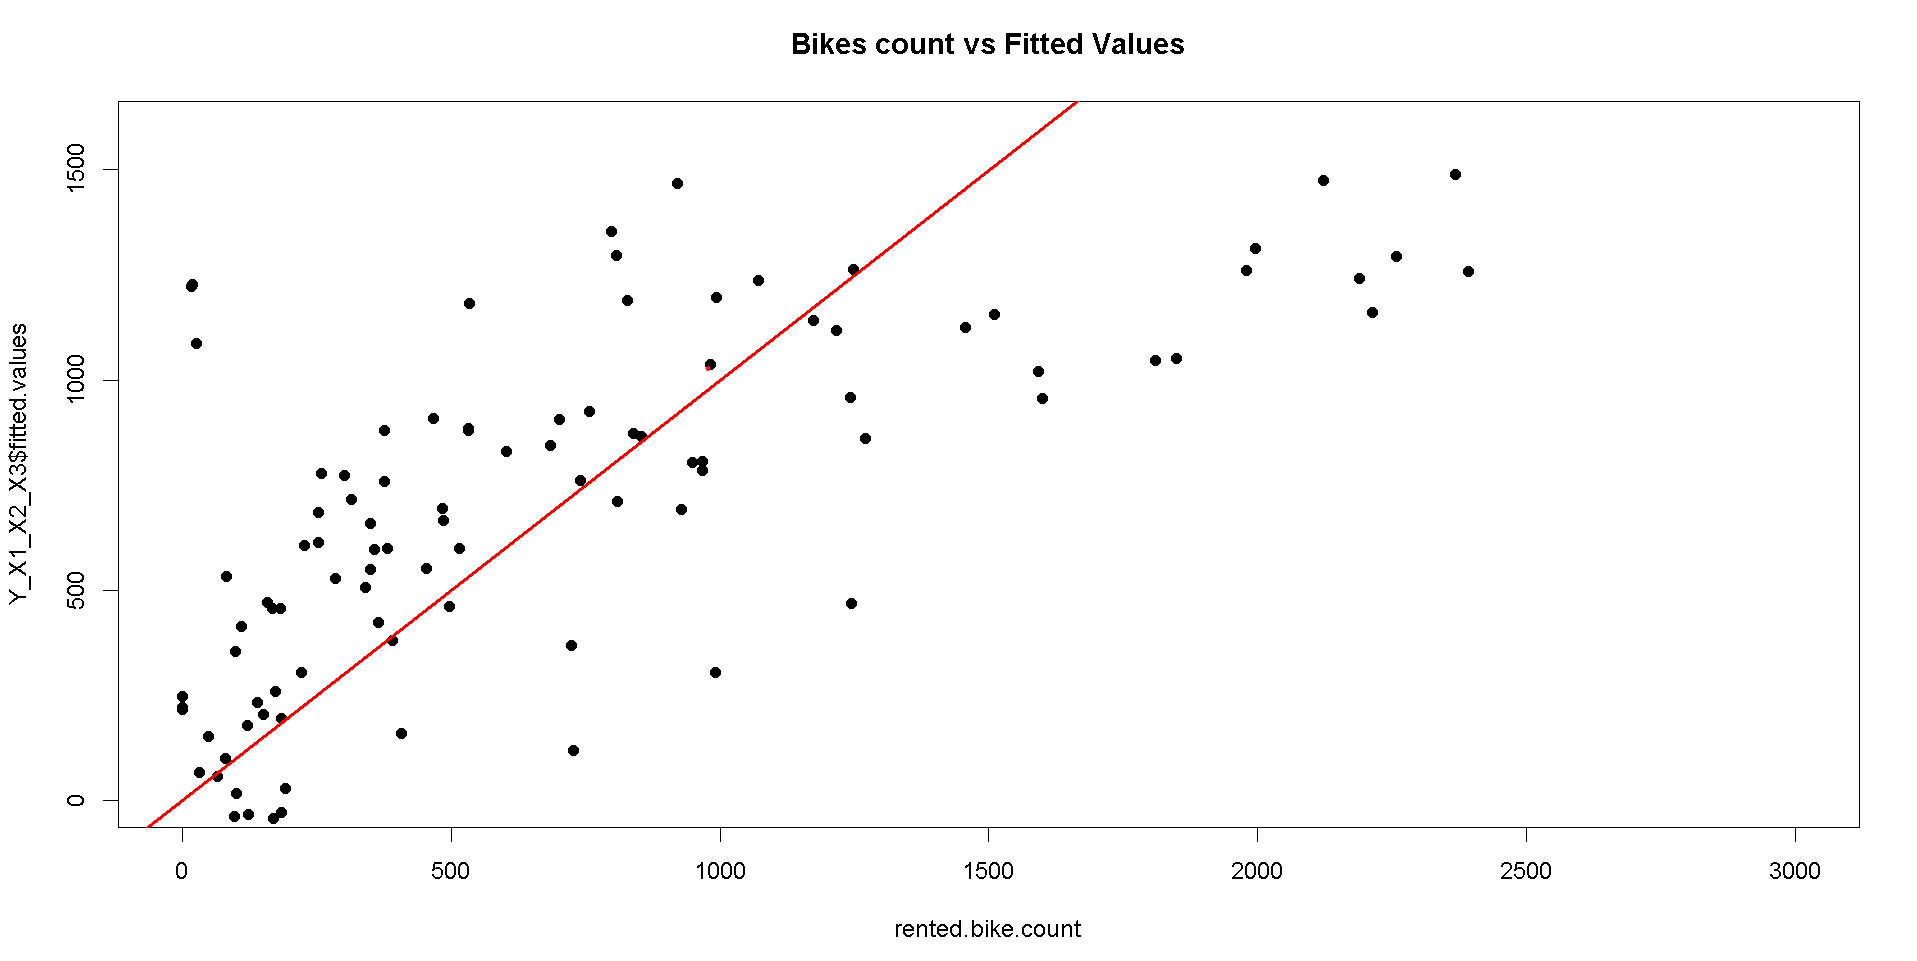 Bikes count vs Fitted Values
Y_X1_X2_X3$fitted.values
1500
1000
500
0
0 500 1000 1500 2000 2500 3000
rented.bike.count